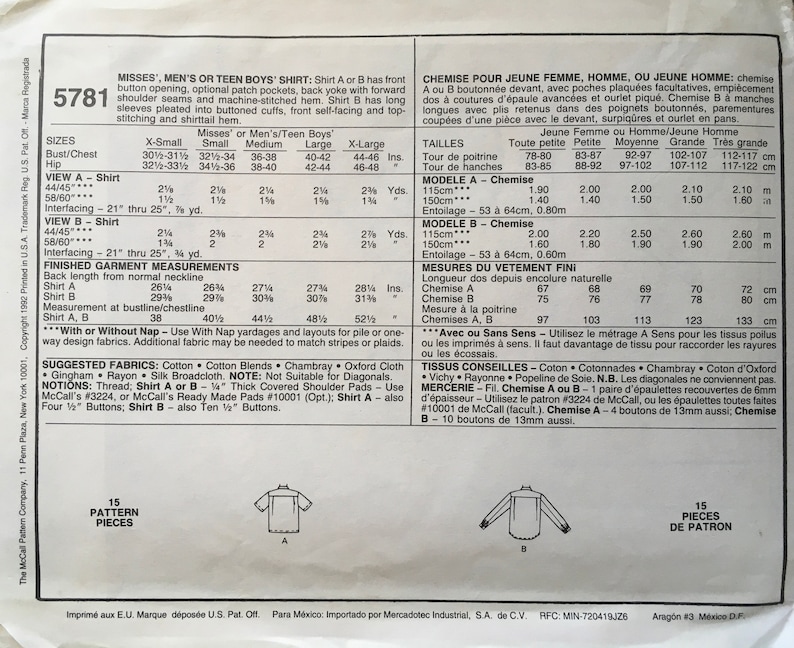 The McCall Pattern Company, 11 Penn Plaza, New York 10001, Copyright 1992 Printed in U.S.A. Trademark Reg. U.S. Pat. Off. - Marca Registrada
5781
MISSES', MEN'S OR TEEN BOYS' SHIRT: Shirt A or B has front
button opening, optional patch pockets, back yoke with forward
shoulder seams and machine-stitched hem. Shirt B has long
sleeves pleated into buttoned cuffs, front self-facing and top-
stitching and shirttail hem.
Misses' or Men's/Teen Boys'
SIZES X-Small Small Medium Large X-Large
Bust/Chest 30½-31½ 32½-34 36-38 40-42 44-46 Ins.
Hip 32½-33½ 34½-36 38-40 42-44 46-48 "
VIEW A – Shirt
44/45"*** 2⅛ 2⅛ 2¼ 2¼ 2⅜ Yds.
58/60"*** 1½ 1½ 1⅝ 1⅝ 1¾ "
Interfacing – 21" thru 25", ⅞ yd.
VIEW B – Shirt
44/45"*** 2¼ 2⅜ 2¾ 2¾ 2⅞ Yds.
58/60"*** 1¾ 2 2 2⅛ 2⅛ "
Interfacing – 21" thru 25", ¾ yd.
FINISHED GARMENT MEASUREMENTS
Back length from normal neckline
Shirt A 26¼ 26¾ 27¼ 27¾ 28¼ Ins.
Shirt B 29⅜ 29⅞ 30⅜ 30⅞ 31⅜ "
Measurement at bustline/chestline
Shirt A, B 38 40½ 44½ 48½ 52½ "
***With or Without Nap – Use With Nap yardages and layouts for pile or one-
way design fabrics. Additional fabric may be needed to match stripes or plaids.
SUGGESTED FABRICS: Cotton • Cotton Blends • Chambray • Oxford Cloth
• Gingham • Rayon • Silk Broadcloth. NOTE: Not Suitable for Diagonals.
NOTIONS: Thread; Shirt A or B – ¼" Thick Covered Shoulder Pads – Use
McCall's #3224, or McCall's Ready Made Pads #10001 (Opt.); Shirt A – also
Four ½" Buttons; Shirt B – also Ten ½" Buttons.
CHEMISE POUR JEUNE FEMME, HOMME, OU JEUNE HOMME: chemise
A ou B boutonnée devant, avec poches plaquées facultatives, empiècement
dos à coutures d'épaule avancées et ourlet piqué. Chemise B à manches
longues avec plis retenus dans des poignets boutonnés, parementures
coupées d'une pièce avec le devant, surpiqûres et ourlet en pans.
Jeune Femme ou Homme/Jeune Homme
TAILLES Toute petite Petite Moyenne Grande Très grande
Tour de poitrine 78-80 83-87 92-97 102-107 112-117 cm
Tour de hanches 83-85 88-92 97-102 107-112 117-122 cm
MODELE A - Chemise
115cm*** 1.90 2.00 2.00 2.10 2.10 m
150cm*** 1.40 1.40 1.50 1.50 1.60 m
Entoilage – 53 à 64cm, 0.80m
MODELE B - Chemise
115cm*** 2.00 2.20 2.50 2.60 2.60 m
150cm*** 1.60 1.80 1.90 1.90 2.00 m
Entoilage – 53 à 64cm, 0.60m
MESURES DU VETEMENT FINI
Longueur dos depuis encolure naturelle
Chemise A 67 68 69 70 72 cm
Chemise B 75 76 77 78 80 cm
Mesure à la poitrine
Chemises A, B 97 103 113 123 133 cm
***Avec ou Sans Sens – Utilisez le métrage A Sens pour les tissus poilus
ou les imprimés à sens. Il faut davantage de tissu pour raccorder les rayures
ou les écossais.
TISSUS CONSEILLES - Coton • Cotonnades • Chambray • Coton d'Oxford
• Vichy • Rayonne • Popeline de Soie. N.B. Les diagonales ne conviennent pas.
MERCERIE – Fil. Chemise A ou B - 1 paire d'épaulettes recouvertes de 6mm
d'épaisseur – Utilisez le patron #3224 de McCall, ou les épaulettes toutes faites
#10001 de McCall (facult.). Chemise A – 4 boutons de 13mm aussi; Chemise
B – 10 boutons de 13mm aussi.
15
PATTERN
PIECES
A
B
15
PIECES
DE PATRON
Imprimé aux E.U. Marque déposée U.S. Pat. Off. Para México: Importado por Mercadotec Industrial, S.A. de C.V. RFC: MIN-720419JZ6 Aragón #3 México D.F.